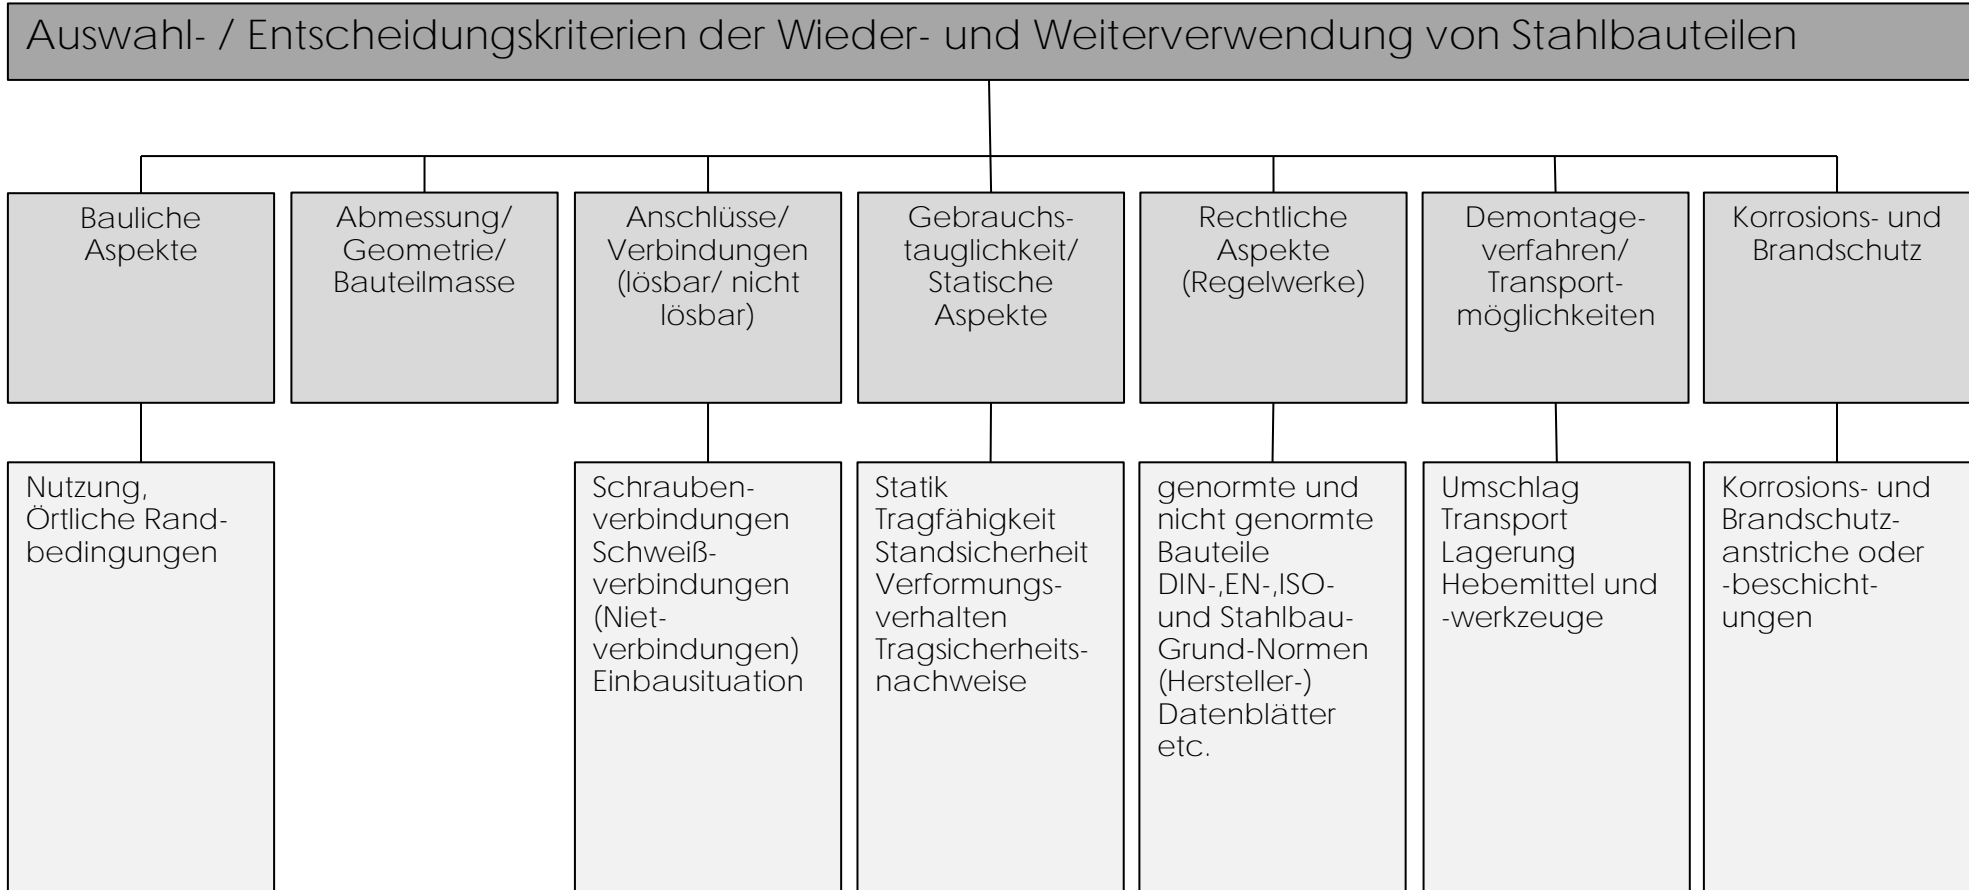 Auswahl- / Entscheidungskriterien der Wieder- und Weiterverwendung von Stahlbauteilen
Bauliche
Aspekte
Abmessung/
Geometrie/
Bauteilmasse
Anschlüsse/
Verbindungen
(lösbar/ nicht
lösbar)
Gebrauchs-
tauglichkeit/
Statische
Aspekte
Rechtliche
Aspekte
(Regelwerke)
Demontage-
verfahren/
Transport-
möglichkeiten
Korrosions- und
Brandschutz
Nutzung,
Örtliche Rand-
bedingungen
Schrauben-
verbindungen
Schweiß-
verbindungen
(Niet-
verbindungen)
Einbausituation
Statik
Tragfähigkeit
Standsicherheit
Verformungs-
verhalten
Tragsicherheits-
nachweise
genormte und
nicht genormte
Bauteile
DIN-,EN-,ISO-
und Stahlbau-
Grund-Normen
(Hersteller-)
Datenblätter
etc.
Umschlag
Transport
Lagerung
Hebemittel und
-werkzeuge
Korrosions- und
Brandschutz-
anstriche oder
-beschicht-
ungen